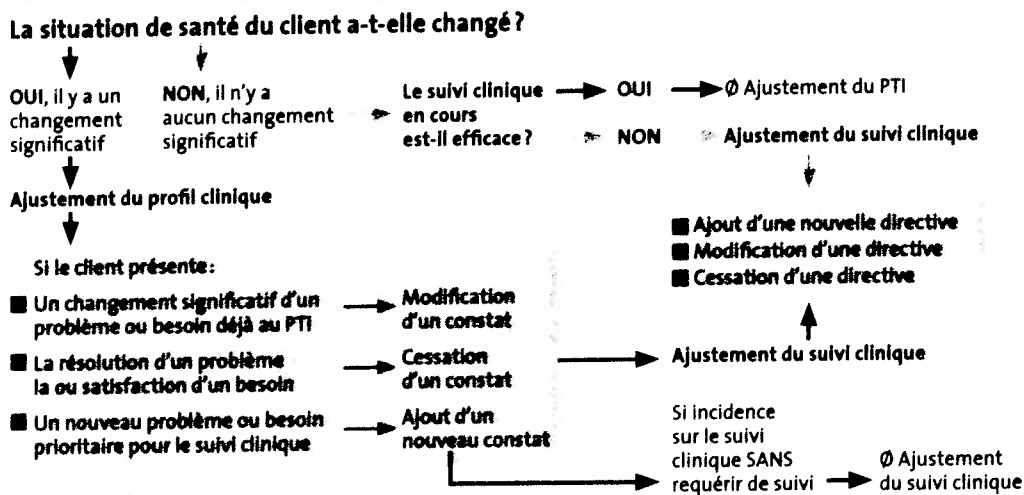 La situation de santé du client a-t-elle changé?
OUI, il y a un
changement
significatif
NON, il n'y a
aucun changement
significatif
Le suivi clinique
en cours
est-il efficace?
OUI
Ø Ajustement du PTI
NON
Ajustement du suivi clinique
Ajustement du profil clinique
■ Ajout d'une nouvelle directive
■ Modification d'une directive
■ Cessation d'une directive
Si le client présente:
■ Un changement significatif d'un
problème ou besoin déjà au PTI
Modification
d'un constat
■ La résolution d'un problème
la ou satisfaction d'un besoin
Cessation
d'un constat
Ajustement du suivi clinique
■ Un nouveau problème ou besoin
prioritaire pour le suivi clinique
Ajout d'un
nouveau constat
Si incidence
sur le suivi
clinique SANS
requérir de suivi
Ø Ajustement
du suivi clinique